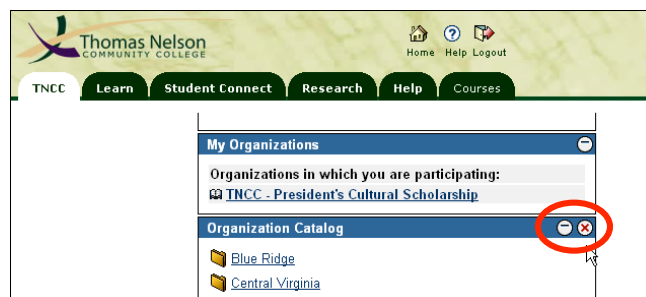 Thomas Nelson
COMMUNITY COLLEGE
Home Help Logout
TNCC Learn Student Connect Research Help Courses
My Organizations
Organizations in which you are participating:
TNCC - President's Cultural Scholarship
Organization Catalog
Blue Ridge
Central Virginia